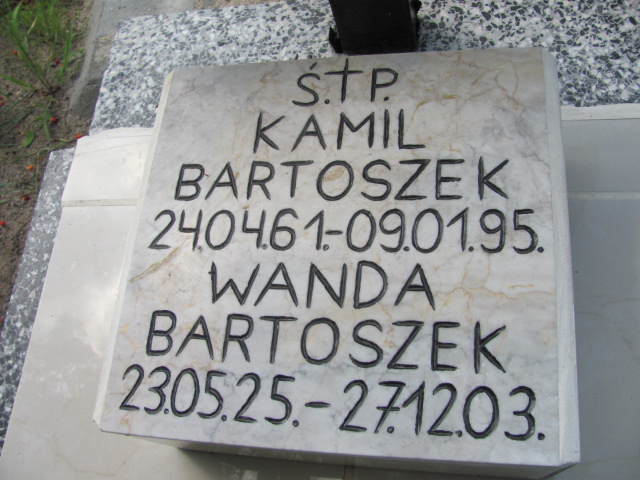 Ś.†P.
KAMIL
BARTOSZEK
24.04.61.-09.01.95.
WANDA
BARTOSZEK
23.05.25.-27.12.03.